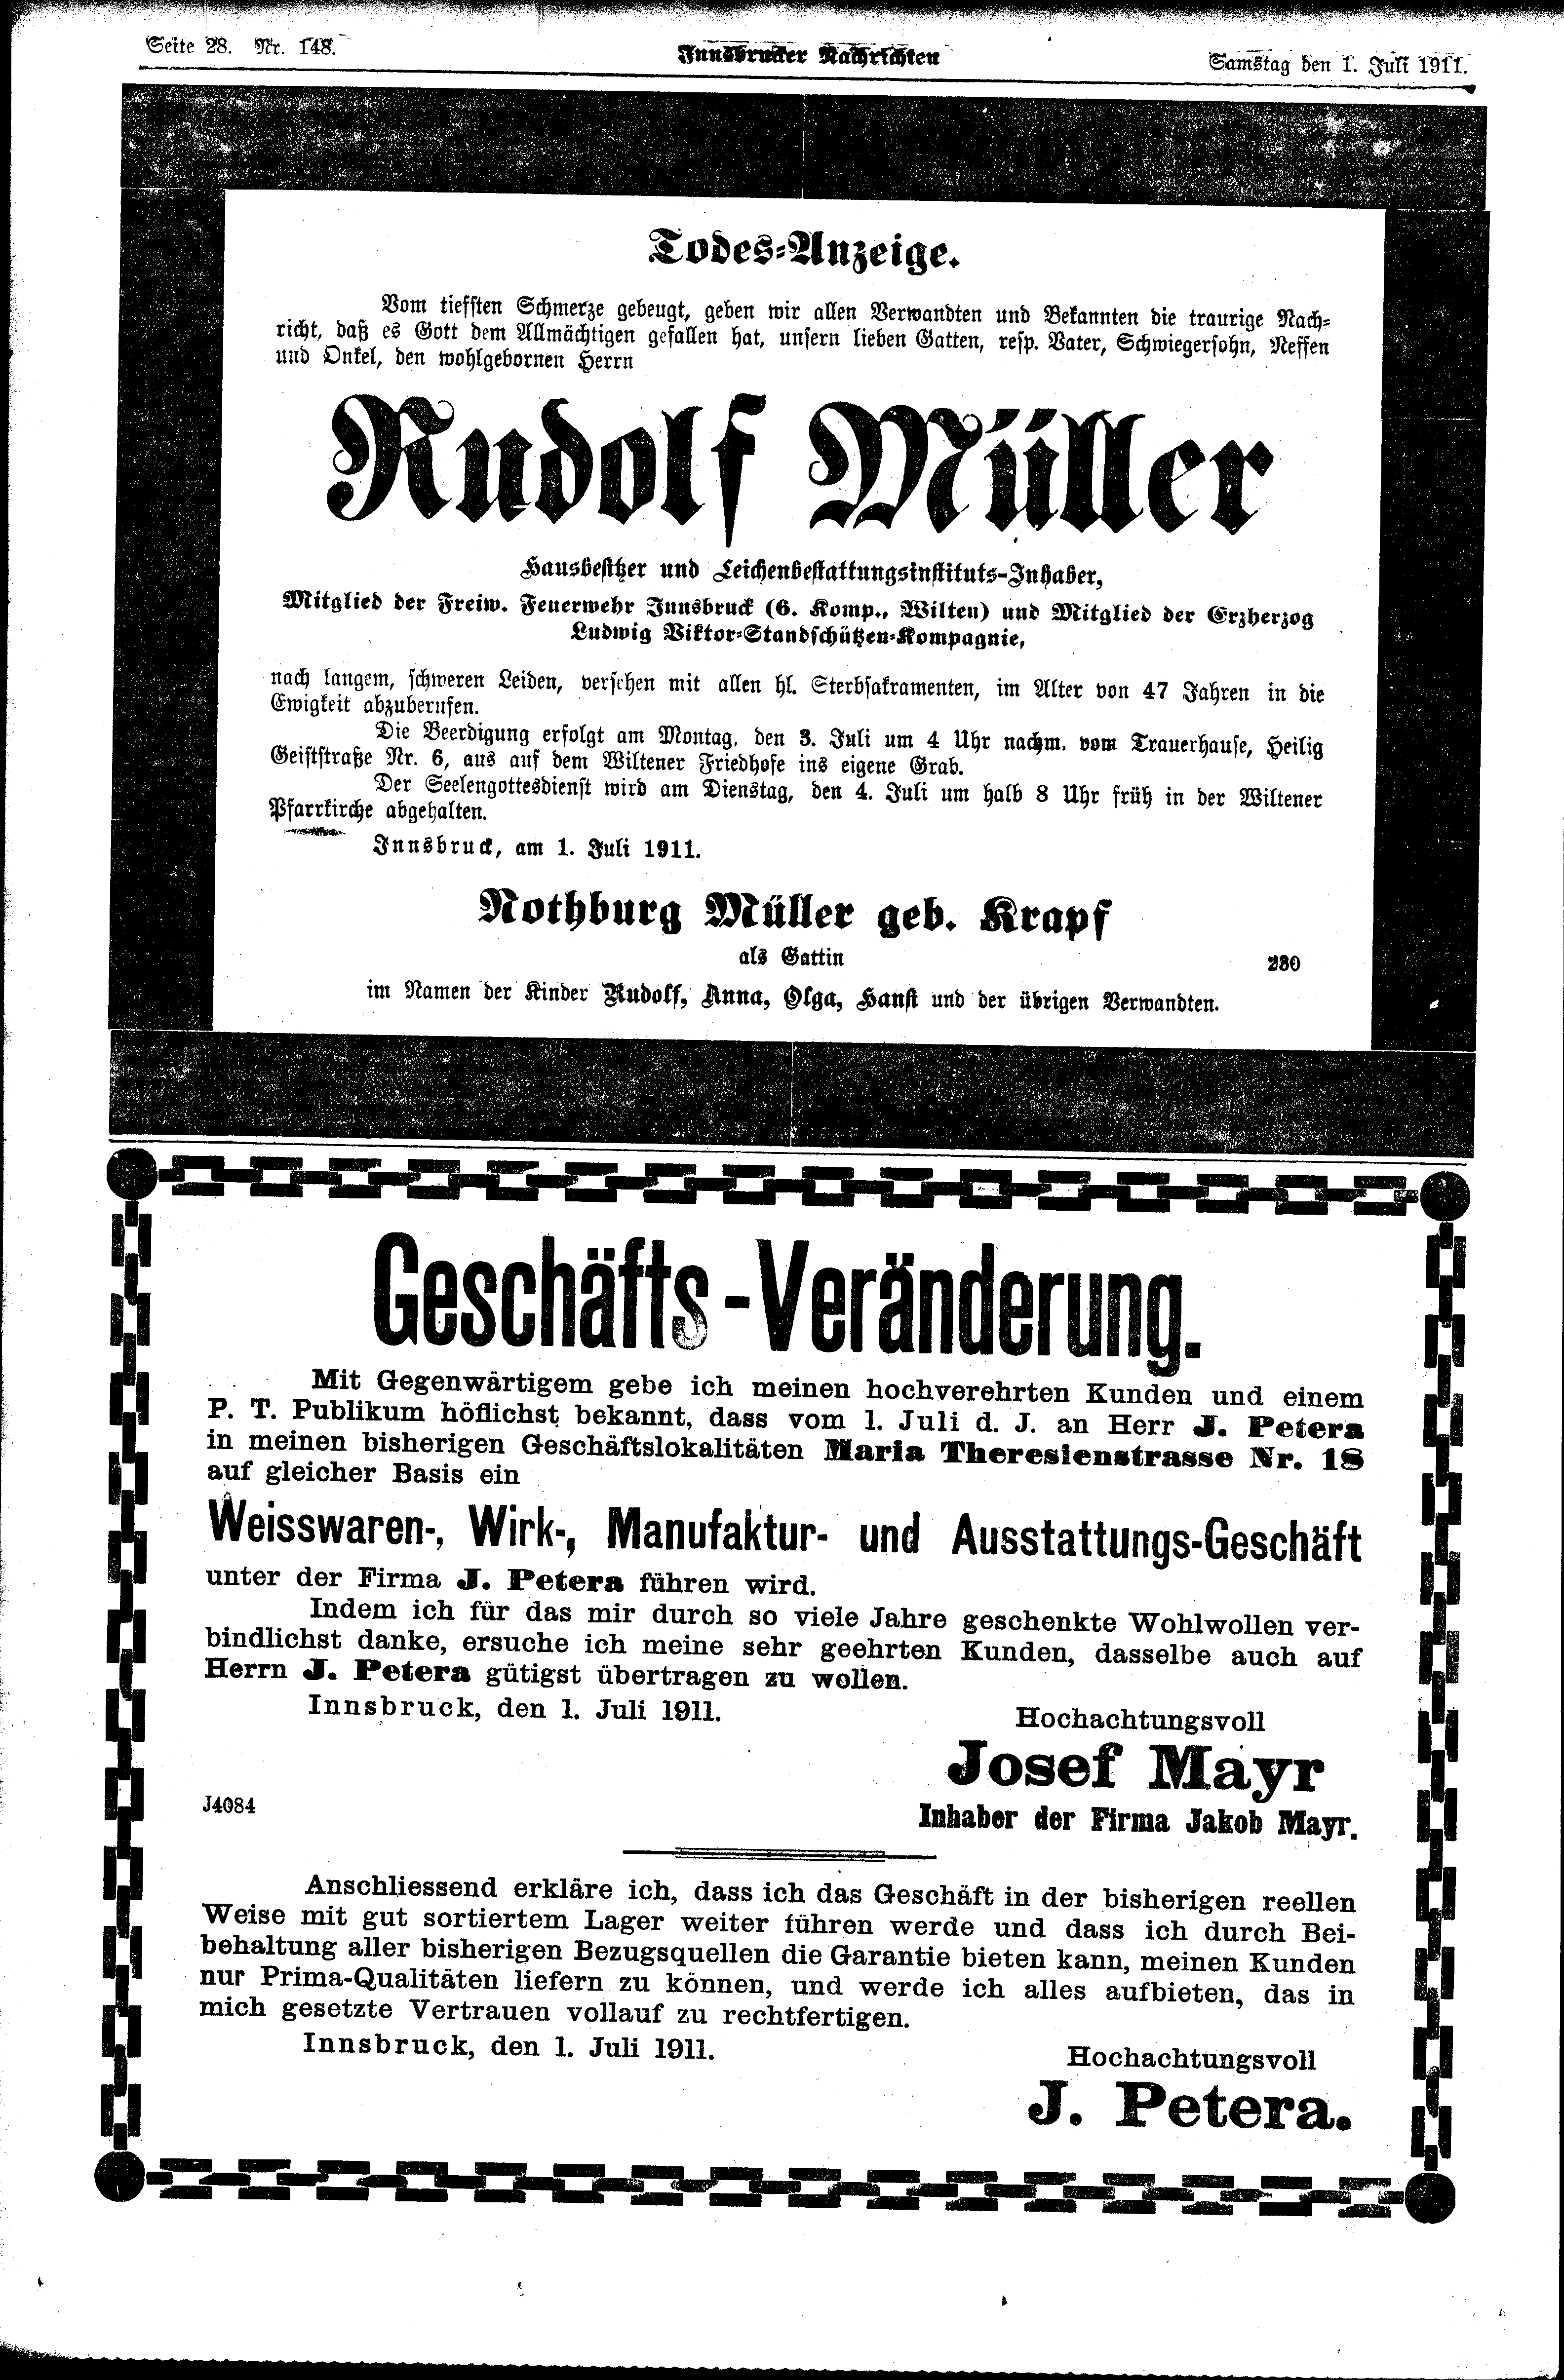 Seite 28. Nr. 148.
Innsbrucker Nachrichten
Samstag den 1. Juli 1911.
Todes-Anzeige.
Vom tiefsten Schmerze gebeugt, geben wir allen Verwandten und Bekannten die traurige Nach-
richt, daß es Gott dem Allmächtigen gefallen hat, unsern lieben Gatten, resp. Vater, Schwiegersohn, Neffen
und Onkel, den wohlgebornen Herrn
Rudolf Müller
Hausbesitzer und Leichenbestattungsinstituts-Inhaber,
Mitglied der Freiw. Feuerwehr Innsbruck (6. Komp., Wilten) und Mitglied der Erzherzog
Ludwig Viktor-Standschützen-Kompagnie,
nach langem, schweren Leiden, versehen mit allen hl. Sterbsakramenten, im Alter von 47 Jahren in die
Ewigkeit abzuberufen.
Die Beerdigung erfolgt am Montag, den 3. Juli um 4 Uhr nachm. vom Trauerhause, Heilig
Geiststraße Nr. 6, aus auf dem Wiltener Friedhofe ins eigene Grab.
Der Seelengottesdienst wird am Dienstag, den 4. Juli um halb 8 Uhr früh in der Wiltener
Pfarrkirche abgehalten.
Innsbruck, am 1. Juli 1911.
Nothburg Müller geb. Krapf
als Gattin
230
im Namen der Kinder Rudolf, Anna, Olga, Hansl und der übrigen Verwandten.
Geschäfts-Veränderung.
Mit Gegenwärtigem gebe ich meinen hochverehrten Kunden und einem
P. T. Publikum höflichst bekannt, dass vom 1. Juli d. J. an Herr J. Petera
in meinen bisherigen Geschäftslokalitäten Maria Theresienstrasse Nr. 18
auf gleicher Basis ein
Weisswaren-, Wirk-, Manufaktur- und Ausstattungs-Geschäft
unter der Firma J. Petera führen wird.
Indem ich für das mir durch so viele Jahre geschenkte Wohlwollen ver-
bindlichst danke, ersuche ich meine sehr geehrten Kunden, dasselbe auch auf
Herrn J. Petera gütigst übertragen zu wollen.
Innsbruck, den 1. Juli 1911.
Hochachtungsvoll
Josef Mayr
J4084
Inhaber der Firma Jakob Mayr.
Anschliessend erkläre ich, dass ich das Geschäft in der bisherigen reellen
Weise mit gut sortiertem Lager weiter führen werde und dass ich durch Bei-
behaltung aller bisherigen Bezugsquellen die Garantie bieten kann, meinen Kunden
nur Prima-Qualitäten liefern zu können, und werde ich alles aufbieten, das in
mich gesetzte Vertrauen vollauf zu rechtfertigen.
Innsbruck, den 1. Juli 1911.
Hochachtungsvoll
J. Petera.